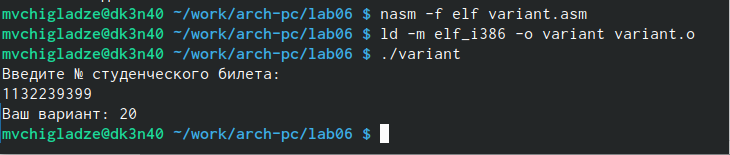 mvchigladze@dk3n40 ~/work/arch-pc/lab06 $ nasm -f elf variant.asm
mvchigladze@dk3n40 ~/work/arch-pc/lab06 $ ld -m elf_i386 -o variant variant.o
mvchigladze@dk3n40 ~/work/arch-pc/lab06 $ ./variant
Введите № студенческого билета:
1132239399
Ваш вариант: 20
mvchigladze@dk3n40 ~/work/arch-pc/lab06 $